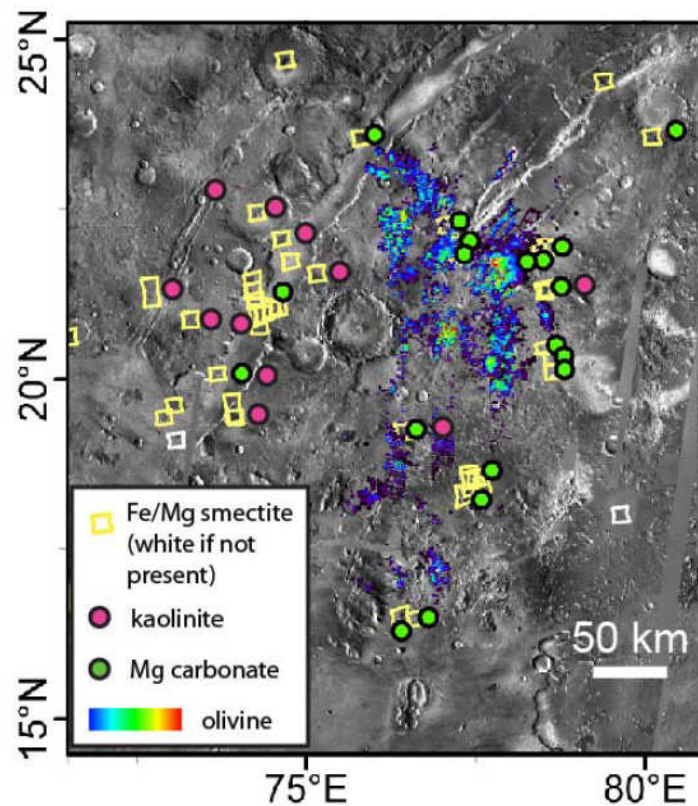 25°N
20°N
15°N
Fe/Mg smectite
(white if not
present)
kaolinite
Mg carbonate
olivine
50 km
75°E
80°E